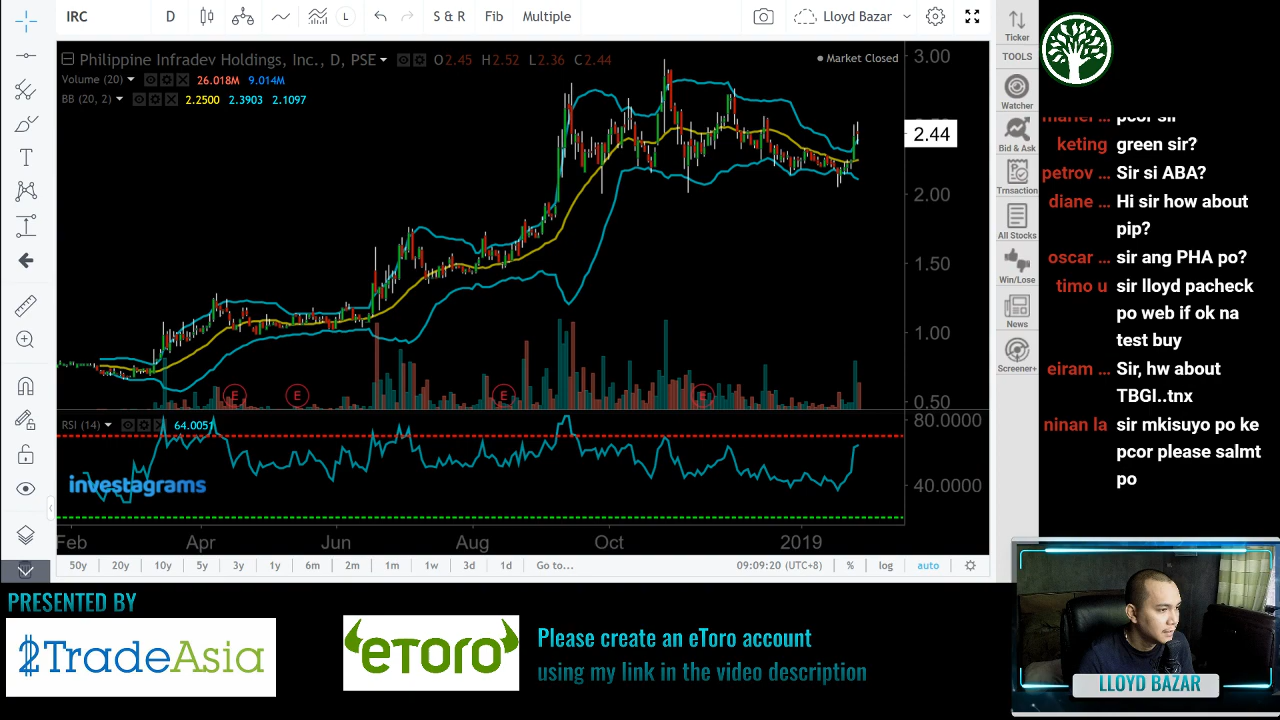 IRC D L S & R Fib Multiple Lloyd Bazar
Philippine Infradev Holdings, Inc., D, PSE O2.45 H2.52 L2.36 C2.44
Market Closed
Volume (20) 26.018M 9.014M
BB (20, 2) 2.2500 2.3903 2.1097
3.00
2.44
2.00
1.50
1.00
0.50
E E E E
RSI (14) 64.0051
80.0000
40.0000
investagrams
Feb Apr Jun Aug Oct 2019
50y 20y 10y 5y 3y 1y 6m 2m 1m 1w 3d 1d Go to... 09:09:20 (UTC+8) % log auto
Ticker
TOOLS
Watcher
Bid & Ask
Trnsaction
All Stocks
Win/Lose
News
Screener+
pcor sir
keting green sir?
petrov ... Sir si ABA?
diane ... Hi sir how about
pip?
oscar ... sir ang PHA po?
timo u sir lloyd pacheck
po web if ok na
test buy
eiram ... Sir, hw about
TBGI..tnx
ninan la sir mkisuyo po ke
pcor please salmt
po
PRESENTED BY
2TradeAsia
eToro
Please create an eToro account
using my link in the video description
LLOYD BAZAR